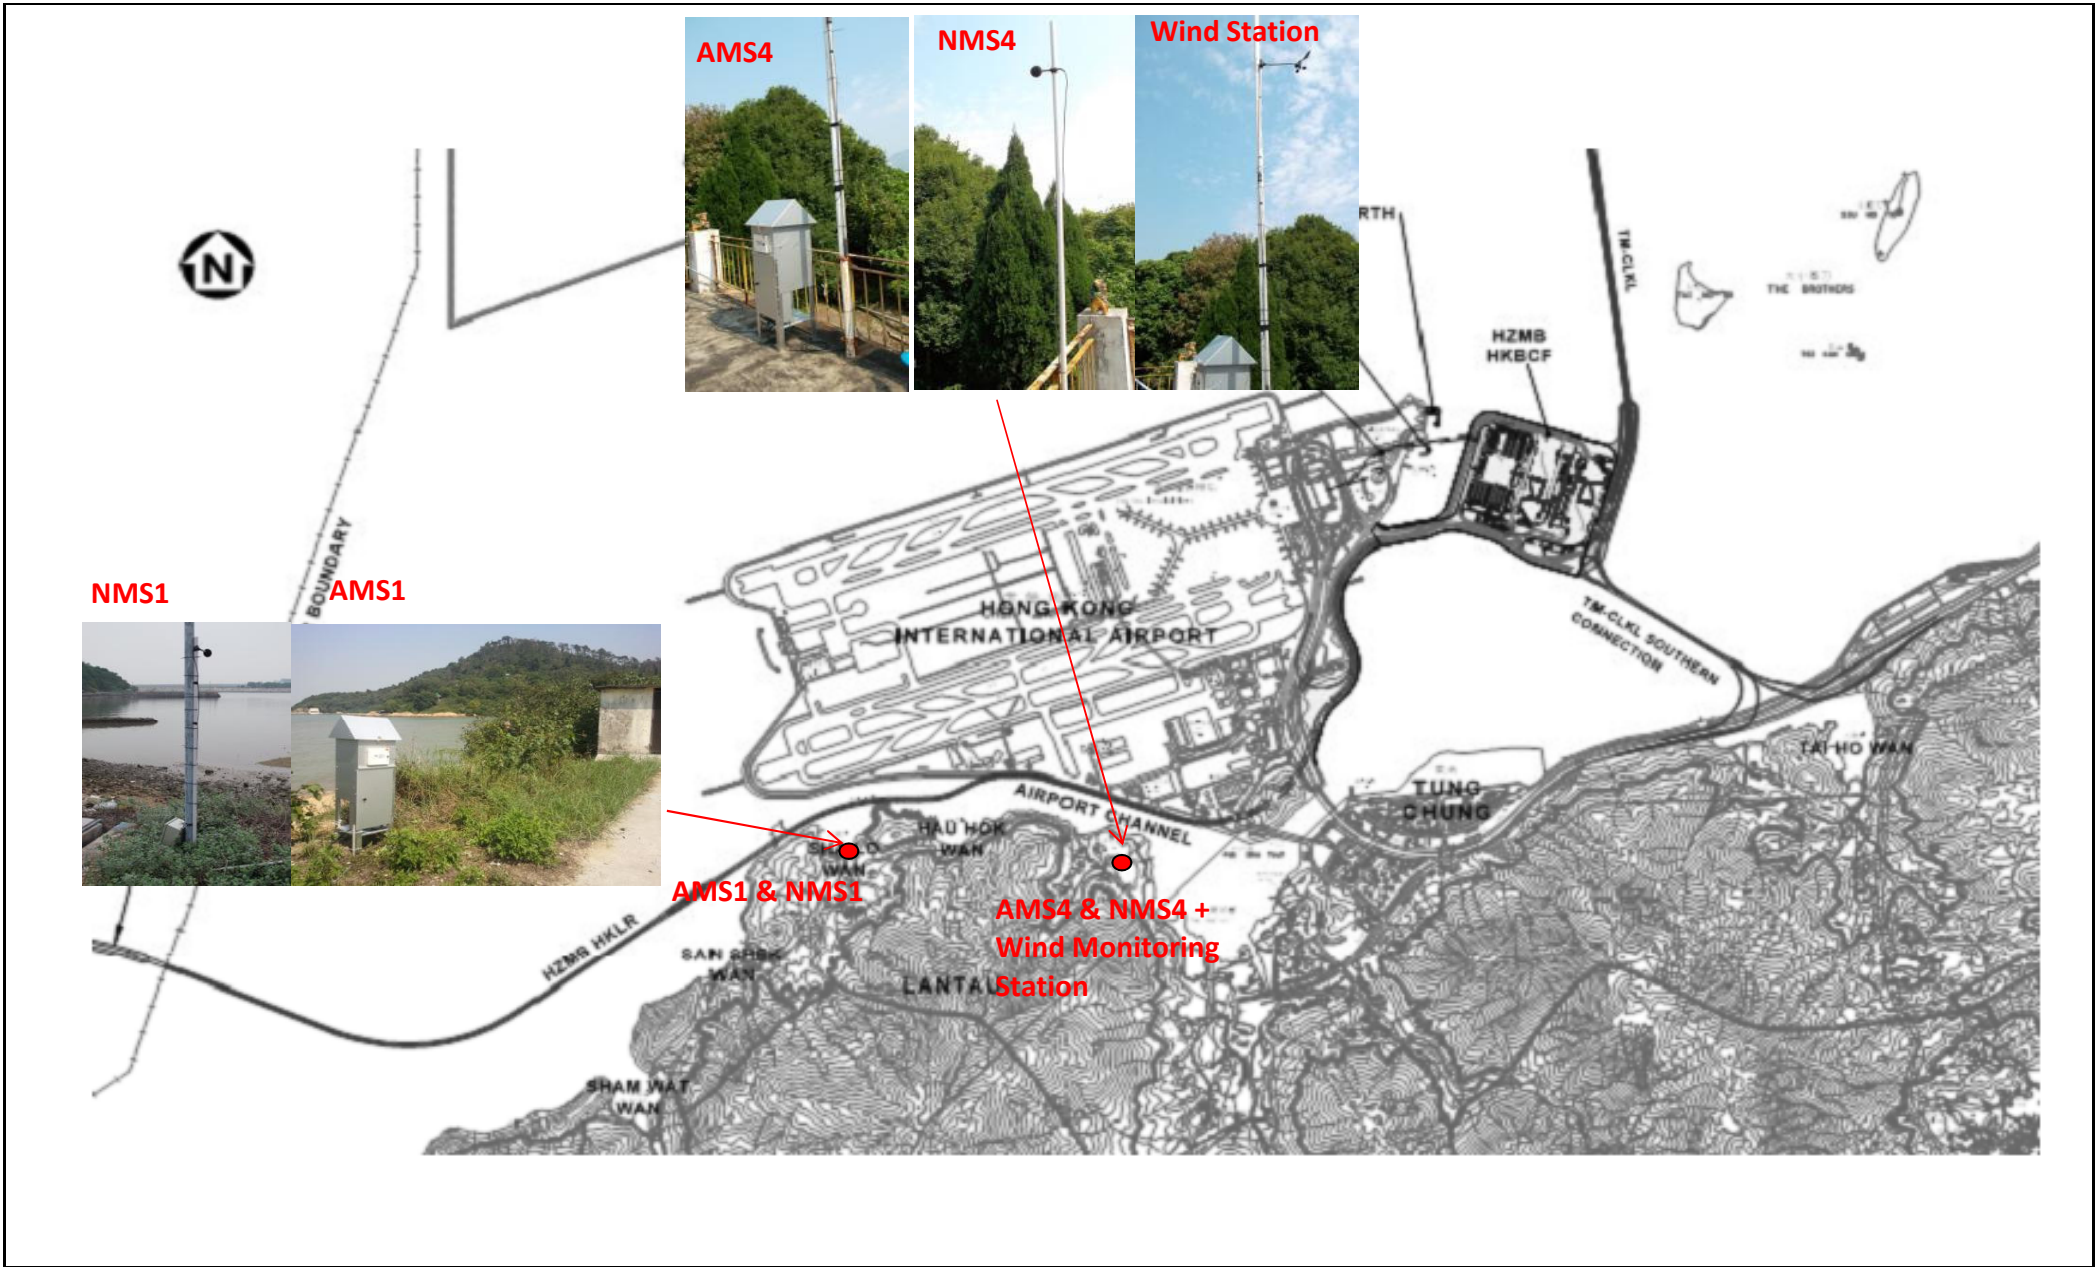 AMS4
NMS4
Wind Station
N
RTH
TM-CLKL
THE BROTHERS
HZMB
HKBCF
BOUNDARY
NMS1
AMS1
HONG KONG
INTERNATIONAL AIRPORT
TM-CLKL SOUTHERN
CONNECTION
TAI HO WAN
TUNG
CHUNG
AIRPORT CHANNEL
HAU HOK
WAN
WAN
AMS1 & NMS1
AMS4 & NMS4 +
Wind Monitoring
Station
HZMB HKLR
WAN
LANTAU
SHAM WAT
WAN